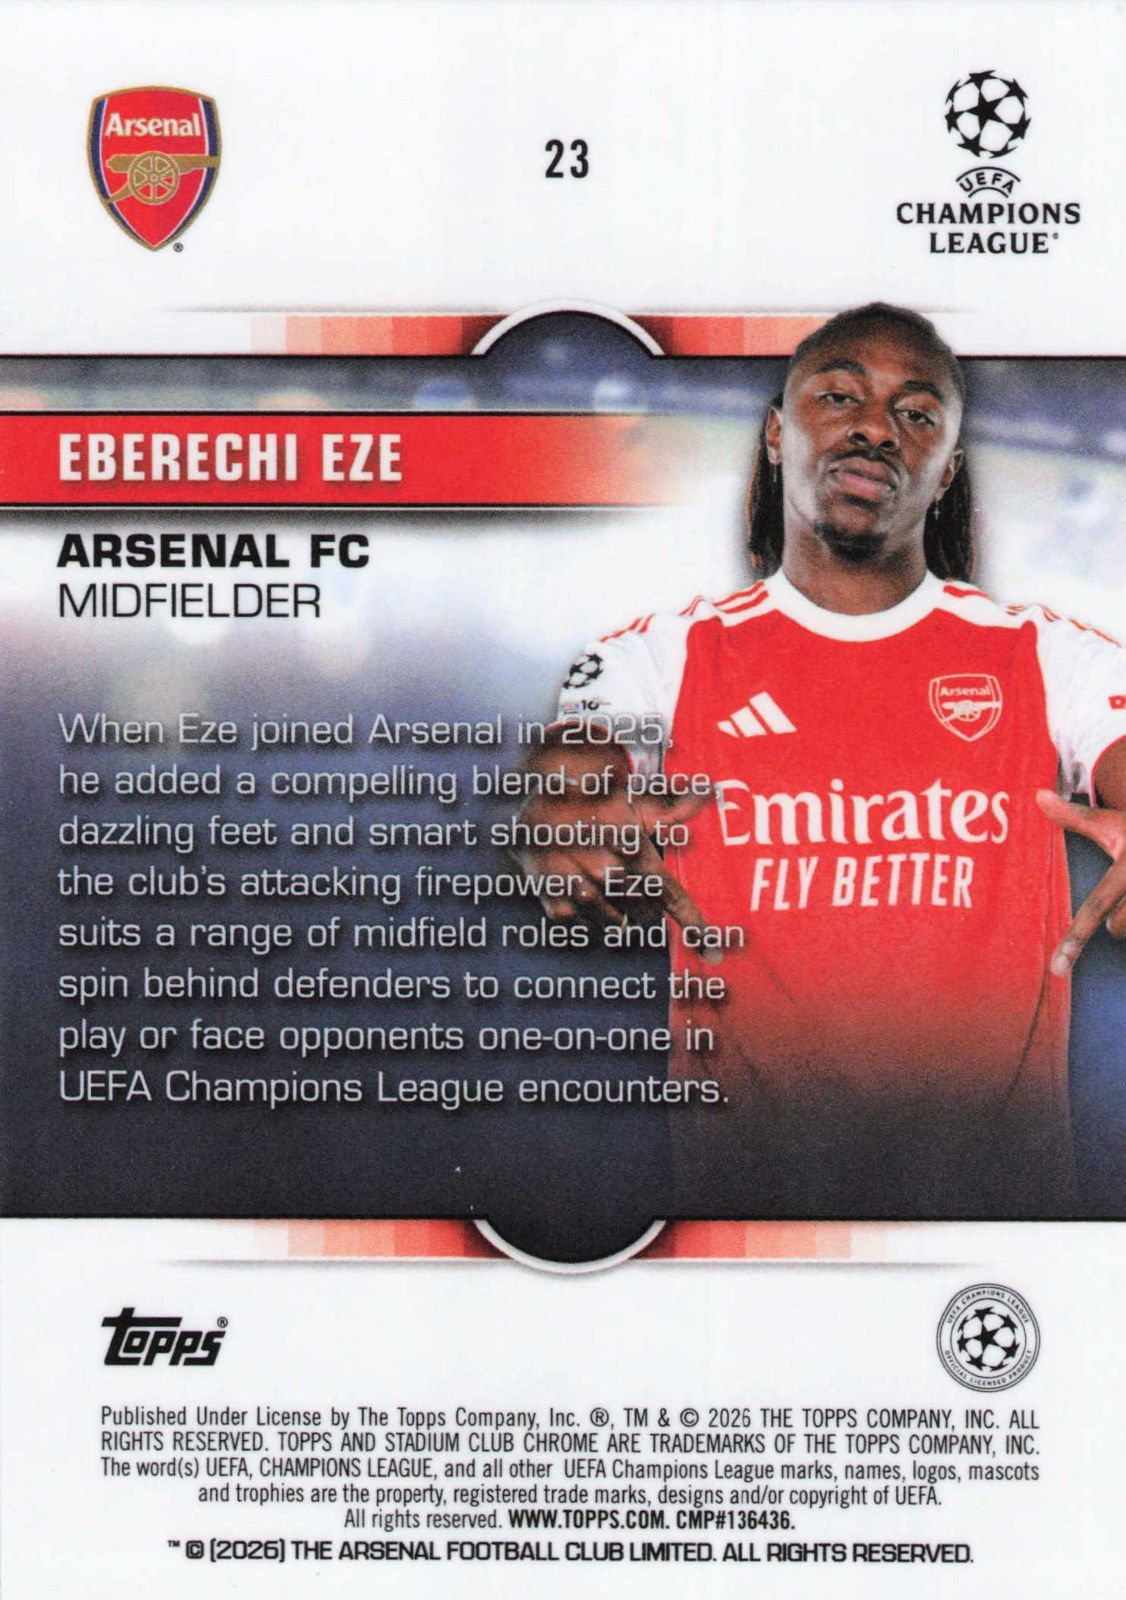 Arsenal
®
23
UEFA
CHAMPIONS
LEAGUE®
EBERECHI EZE
ARSENAL FC
MIDFIELDER
Arsenal
When Eze joined Arsenal in 2025,
he added a compelling blend of pace,
dazzling feet and smart shooting to
the club's attacking firepower. Eze
suits a range of midfield roles and can
spin behind defenders to connect the
play or face opponents one-on-one in
UEFA Champions League encounters.
Emirates
FLY BETTER
Topps®
UEFA CHAMPIONS LEAGUE
OFFICIAL LICENSED PRODUCT
Published Under License by The Topps Company, Inc. ®, TM & © 2026 THE TOPPS COMPANY, INC. ALL
RIGHTS RESERVED. TOPPS AND STADIUM CLUB CHROME ARE TRADEMARKS OF THE TOPPS COMPANY, INC.
The word(s) UEFA, CHAMPIONS LEAGUE, and all other UEFA Champions League marks, names, logos, mascots
and trophies are the property, registered trade marks, designs and/or copyright of UEFA.
All rights reserved. WWW.TOPPS.COM. CMP#136436.
™ © [2026] THE ARSENAL FOOTBALL CLUB LIMITED. ALL RIGHTS RESERVED.